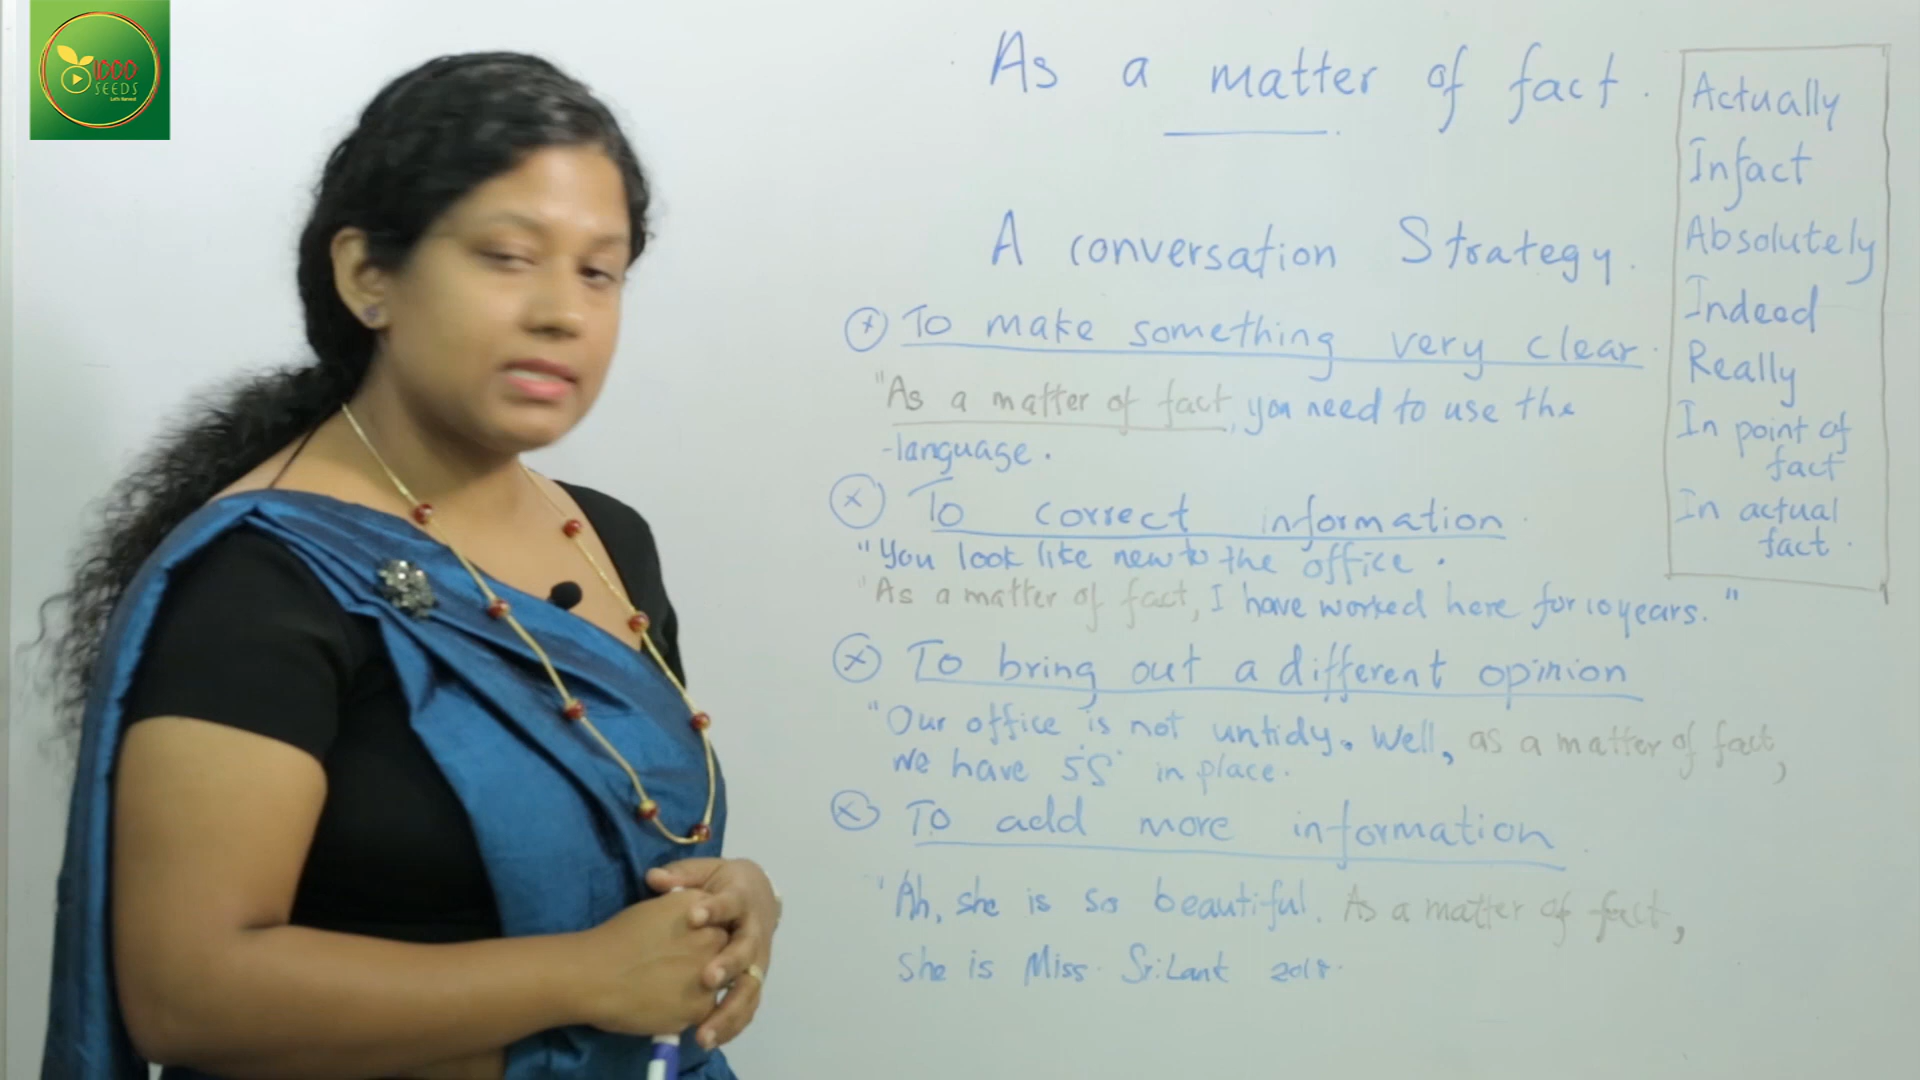 1000
SEEDS
As a matter of fact.
A conversation Strategy.
To make something very clear.
"As a matter of fact, you need to use the
-language.
To correct information.
"You look like new to the office.
"As a matter of fact, I have worked here for 10 years."
To bring out a different opinion
"Our office is not untidy. Well, as a matter of fact,
we have '5S' in place.
To add more information.
"Ah, she is so beautiful. As a matter of fact,
She is Miss. Sri Lank 2018.
Actually
Infact
Absolutely
Indeed
Really
In point of
fact
In actual
fact.